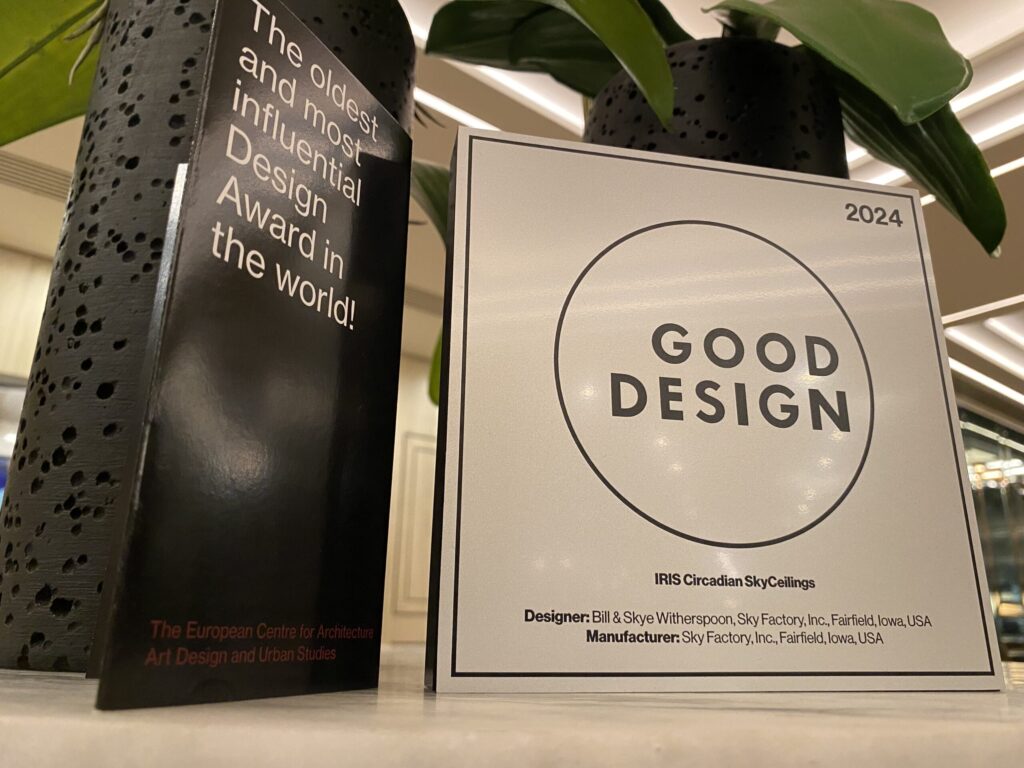 The oldest
and most
influential
Design
Award in
the world!
The European Centre for Architecture
Art Design and Urban Studies
2024
GOOD
DESIGN
IRIS Circadian SkyCeilings
Designer: Bill & Skye Witherspoon, Sky Factory, Inc., Fairfield, Iowa, USA
Manufacturer: Sky Factory, Inc., Fairfield, Iowa, USA